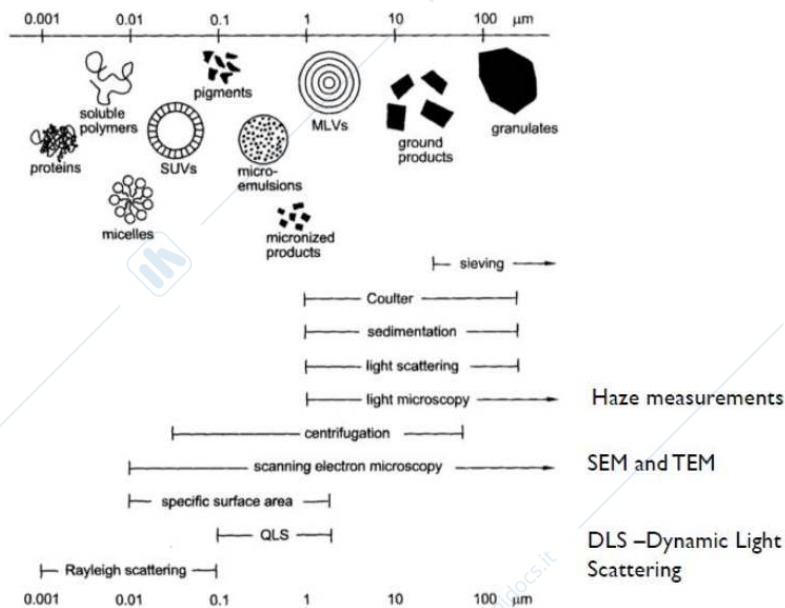 0.001 0.01 0.1 1 10 100 μm
soluble
polymers
pigments
MLVs
ground
products
granulates
proteins
SUVs
micro-
emulsions
micelles
micronized
products
sieving
Coulter
sedimentation
light scattering
light microscopy
Haze measurements
centrifugation
scanning electron microscopy
SEM and TEM
specific surface area
QLS
DLS –Dynamic Light
Scattering
Rayleigh scattering
0.001 0.01 0.1 1 10 100 μm